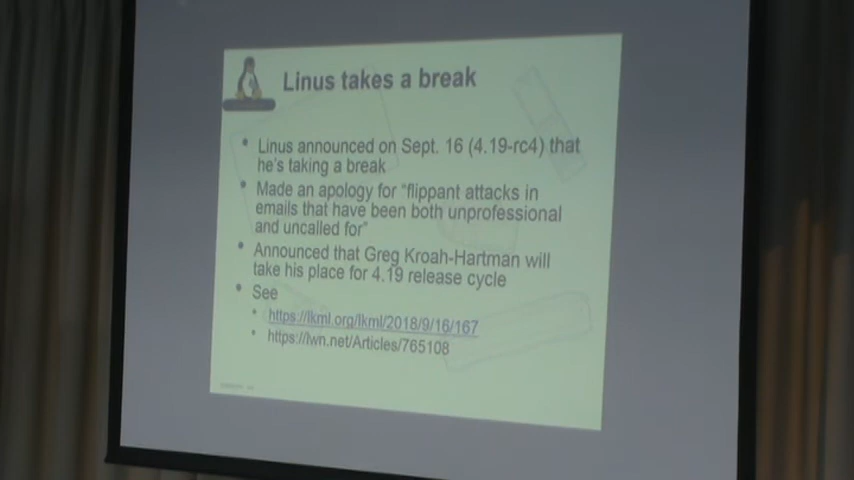 Linus takes a break
• Linus announced on Sept. 16 (4.19-rc4) that
he's taking a break
• Made an apology for "flippant attacks in
emails that have been both unprofessional
and uncalled for"
• Announced that Greg Kroah-Hartman will
take his place for 4.19 release cycle
• See
• https://lkml.org/lkml/2018/9/16/167
• https://lwn.net/Articles/765108